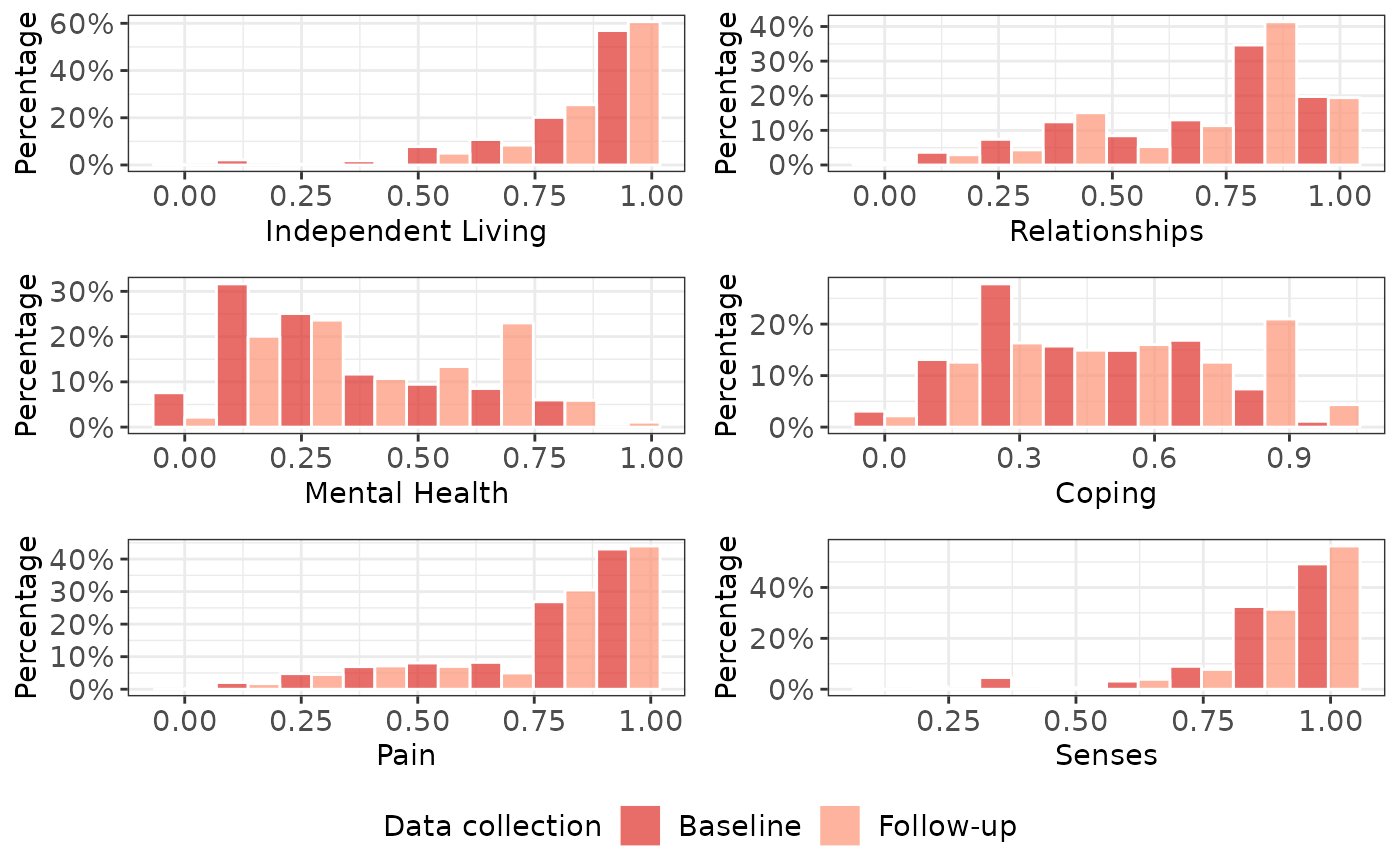 Percentage
60%
40%
20%
0%
0.00 0.25 0.50 0.75 1.00
Independent Living
Percentage
40%
30%
20%
10%
0%
0.00 0.25 0.50 0.75 1.00
Relationships
Percentage
30%
20%
10%
0%
0.00 0.25 0.50 0.75 1.00
Mental Health
Percentage
20%
10%
0%
0.0 0.3 0.6 0.9
Coping
Percentage
40%
30%
20%
10%
0%
0.00 0.25 0.50 0.75 1.00
Pain
Percentage
40%
20%
0%
0.25 0.50 0.75 1.00
Senses
Data collection Baseline Follow-up